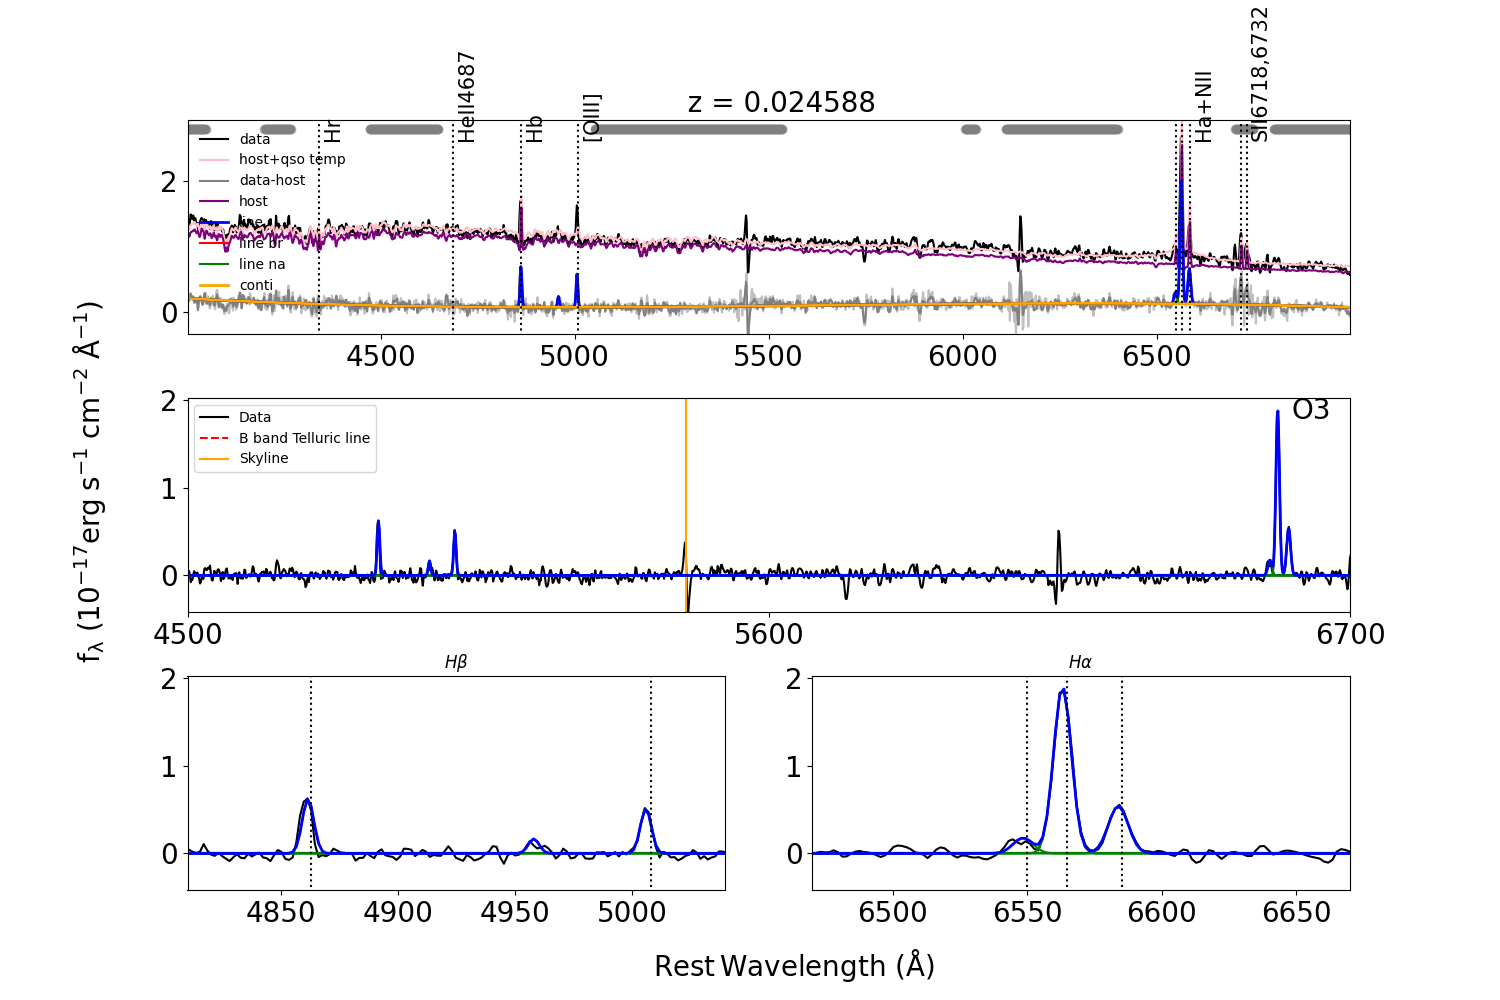 z = 0.024588
Hr
HeII4687
Hb
[OIII]
Ha+NII
SII6718,6732
data
host+qso temp
data-host
host
line
line br
line na
conti
2
0
4500
5000
5500
6000
6500
fλ (10⁻¹⁷erg s⁻¹ cm⁻² Å⁻¹)
O3
Data
B band Telluric line
Skyline
2
1
0
4500
5600
6700
Hβ
2
1
0
4850
4900
4950
5000
Hα
2
1
0
6500
6550
6600
6650
Rest Wavelength (Å)